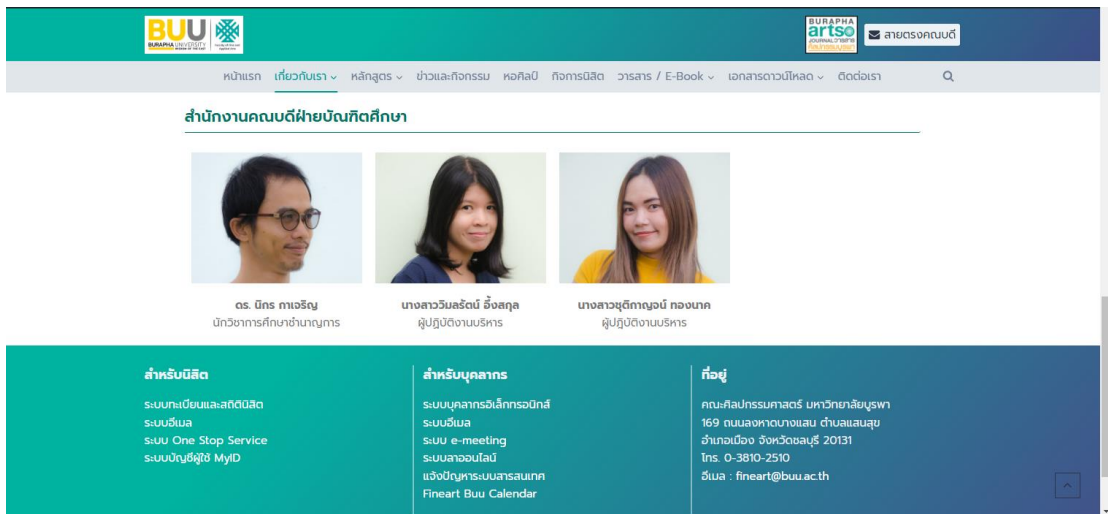 BUU
BURAPHA UNIVERSITY
BURAPHA
artso
สายตรงคณบดี
หน้าแรก เกี่ยวกับเรา หลักสูตร ข่าวและกิจกรรม หอศิลป์ กิจการนิสิต วารสาร / E-Book เอกสารดาวน์โหลด ติดต่อเรา
สำนักงานคณบดีฝ่ายบัณฑิตศึกษา
ดร. นิกร กาเจริญ
นักวิชาการศึกษาชำนาญการ
นางสาววิมลรัตน์ อึ้งสกุล
ผู้ปฏิบัติงานบริหาร
นางสาวชุติกาญจน์ ทองนาค
ผู้ปฏิบัติงานบริหาร
สำหรับนิสิต
ระบบทะเบียนและสถิตินิสิต
ระบบอีเมล
ระบบ One Stop Service
ระบบบัญชีผู้ใช้ MyID
สำหรับบุคลากร
ระบบบุคลากรอิเล็กทรอนิกส์
ระบบอีเมล
ระบบ e-meeting
ระบบลาออนไลน์
แจ้งปัญหาระบบสารสนเทศ
Fineart Buu Calendar
ที่อยู่
คณะศิลปกรรมศาสตร์ มหาวิทยาลัยบูรพา
169 ถนนลงหาดบางแสน ตำบลแสนสุข
อำเภอเมือง จังหวัดชลบุรี 20131
โทร. 0-3810-2510
อีเมล : fineart@buu.ac.th